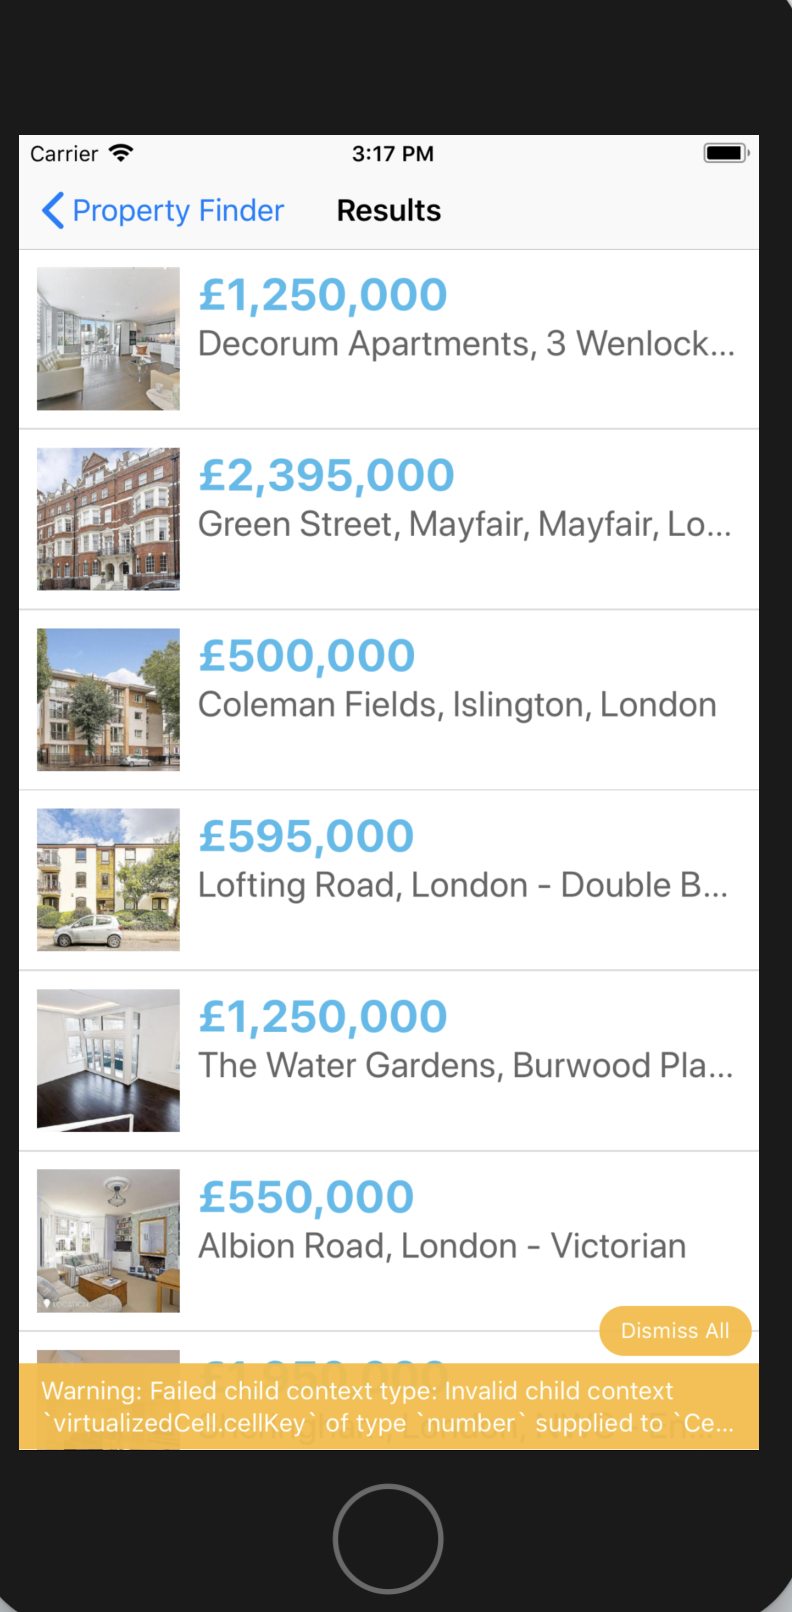 Carrier
3:17 PM
Property Finder
Results
£1,250,000
Decorum Apartments, 3 Wenlock...
£2,395,000
Green Street, Mayfair, Mayfair, Lo...
£500,000
Coleman Fields, Islington, London
£595,000
Lofting Road, London - Double B...
£1,250,000
The Water Gardens, Burwood Pla...
£550,000
Albion Road, London - Victorian
Dismiss All
£1,950,000
Warning: Failed child context type: Invalid child context
`virtualizedCell.cellKey` of type `number` supplied to `Ce...